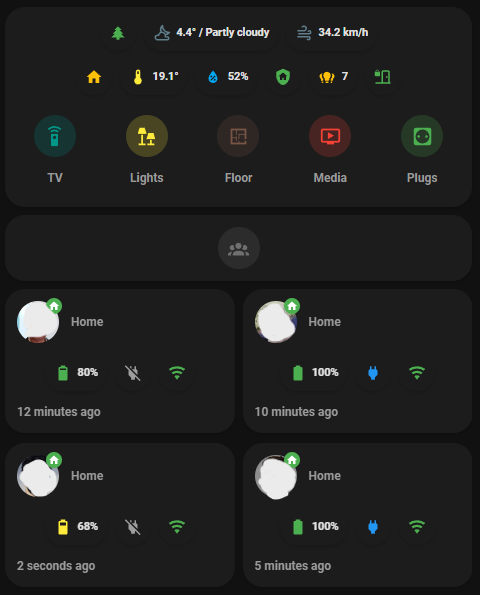 4.4° / Partly cloudy 34.2 km/h
19.1° 52% 7
TV Lights Floor Media Plugs
Home Home
80% 100%
12 minutes ago 10 minutes ago
Home Home
68% 100%
2 seconds ago 5 minutes ago